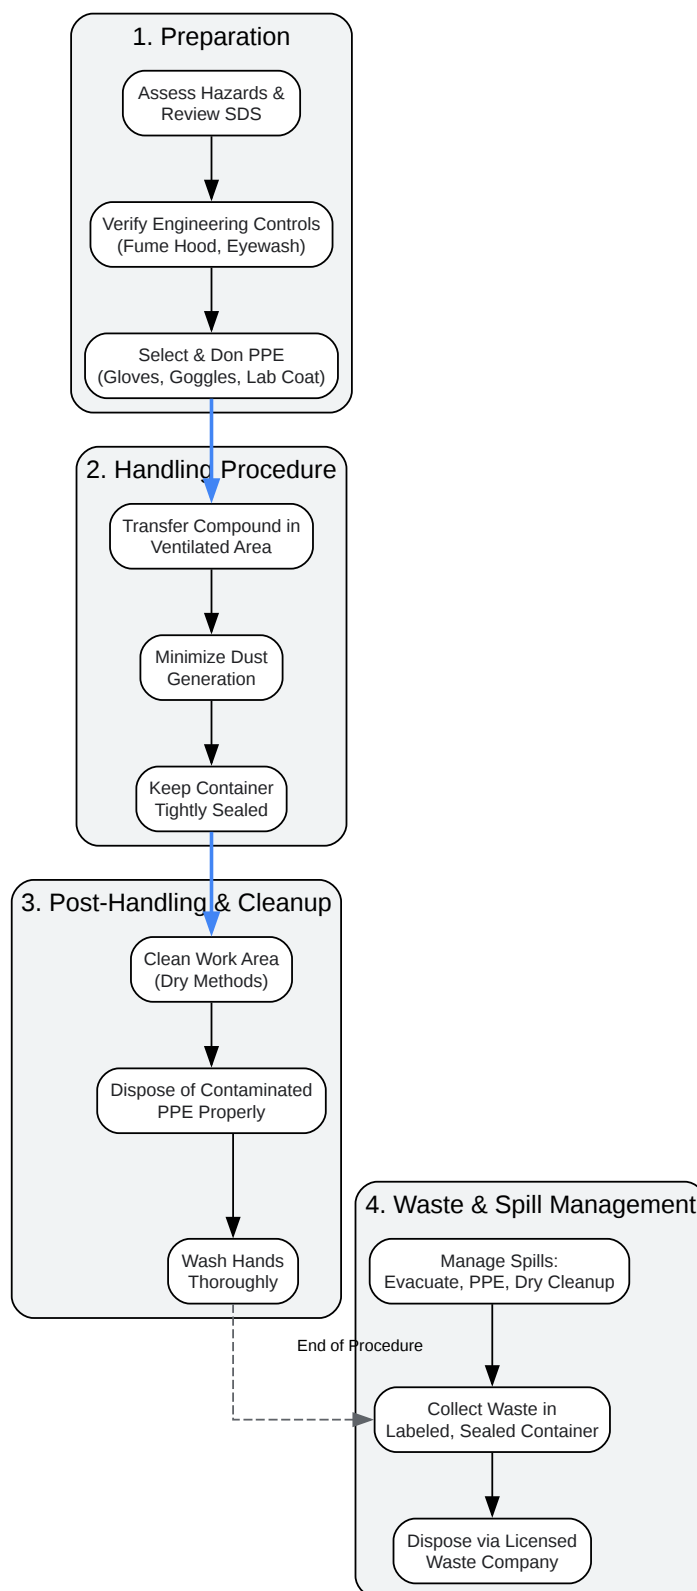 1. Preparation
Assess Hazards &
Review SDS
Verify Engineering Controls
(Fume Hood, Eyewash)
Select & Don PPE
(Gloves, Goggles, Lab Coat)
2. Handling Procedure
Transfer Compound in
Ventilated Area
Minimize Dust
Generation
Keep Container
Tightly Sealed
3. Post-Handling & Cleanup
Clean Work Area
(Dry Methods)
Dispose of Contaminated
PPE Properly
Wash Hands
Thoroughly
End of Procedure
4. Waste & Spill Management
Manage Spills:
Evacuate, PPE, Dry Cleanup
Collect Waste in
Labeled, Sealed Container
Dispose via Licensed
Waste Company